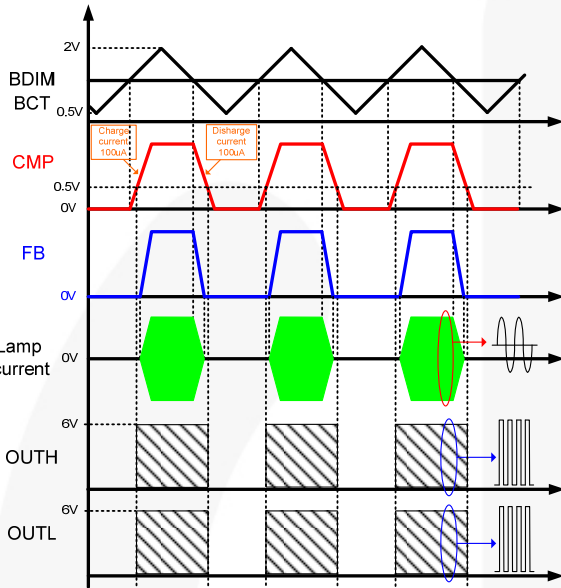 2V
BDIM
BCT
0.5V
Charge
current
100uA
Disharge
current
100uA
CMP
0.5V
0V
FB
0V
Lamp
current
0V
6V
OUTH
6V
OUTL